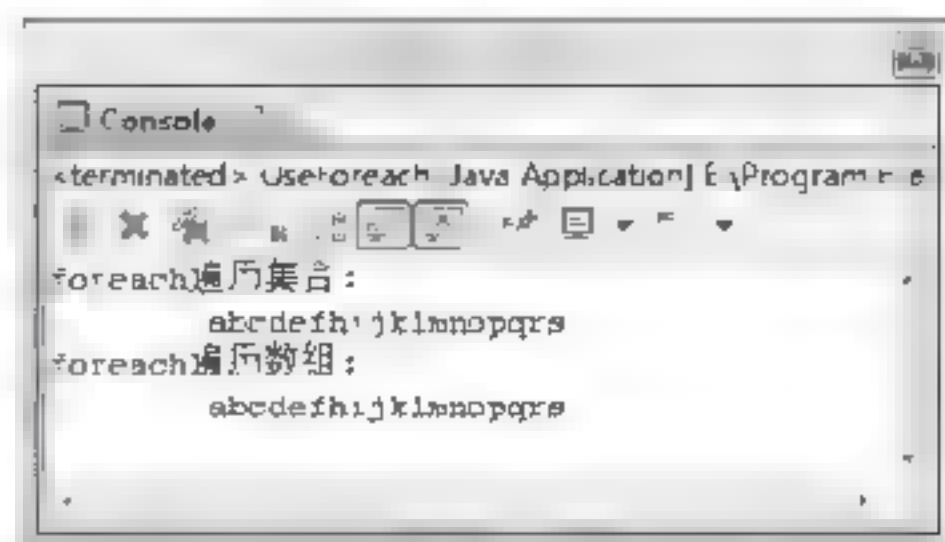 Console
<terminated> UseForeach [Java Application] E:\Program
foreach遍历集合：
abcdefhijklmnopqrs
foreach遍历数组：
abcdefhijklmnopqrs